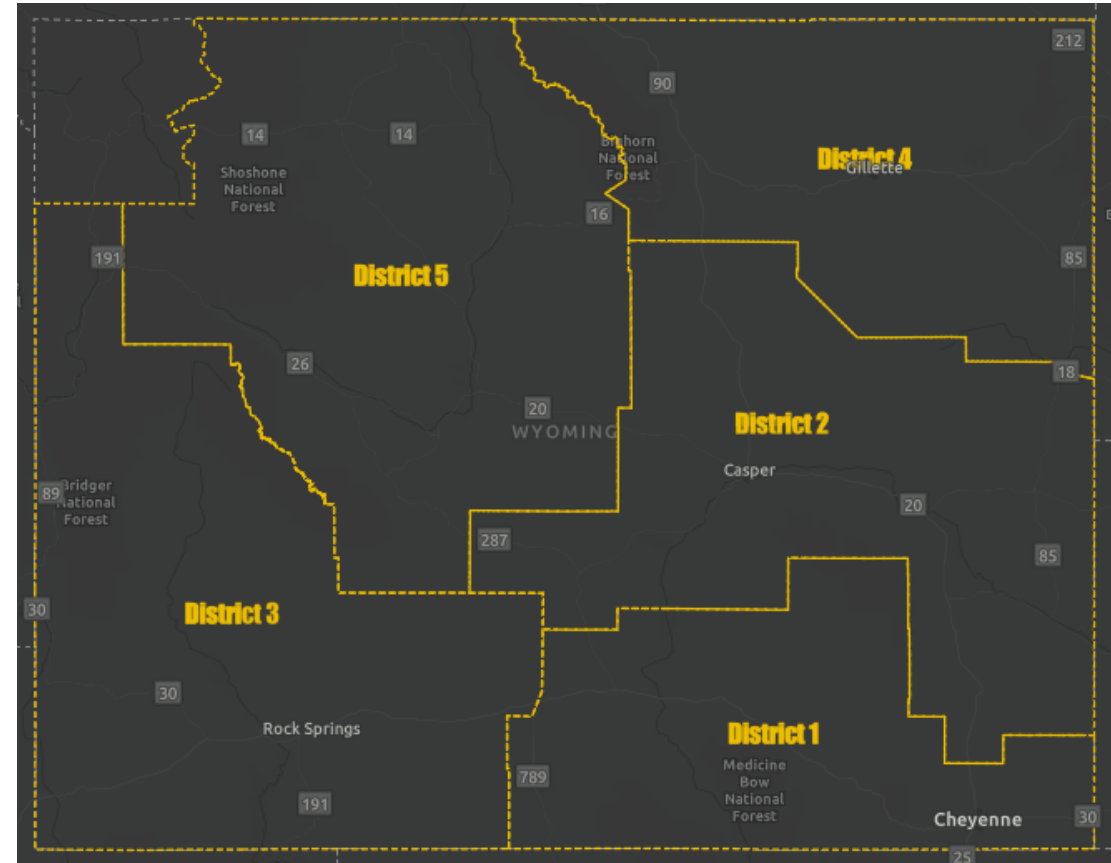 212
90
14
14
Bighorn
National
Forest
District 4
Gillette
Shoshone
National
Forest
16
191
85
District 5
26
18
20
WYOMING
District 2
Casper
89
Bridger
National
Forest
20
287
85
30
District 3
30
Rock Springs
District 1
Medicine
Bow
National
Forest
789
191
Cheyenne
30
25